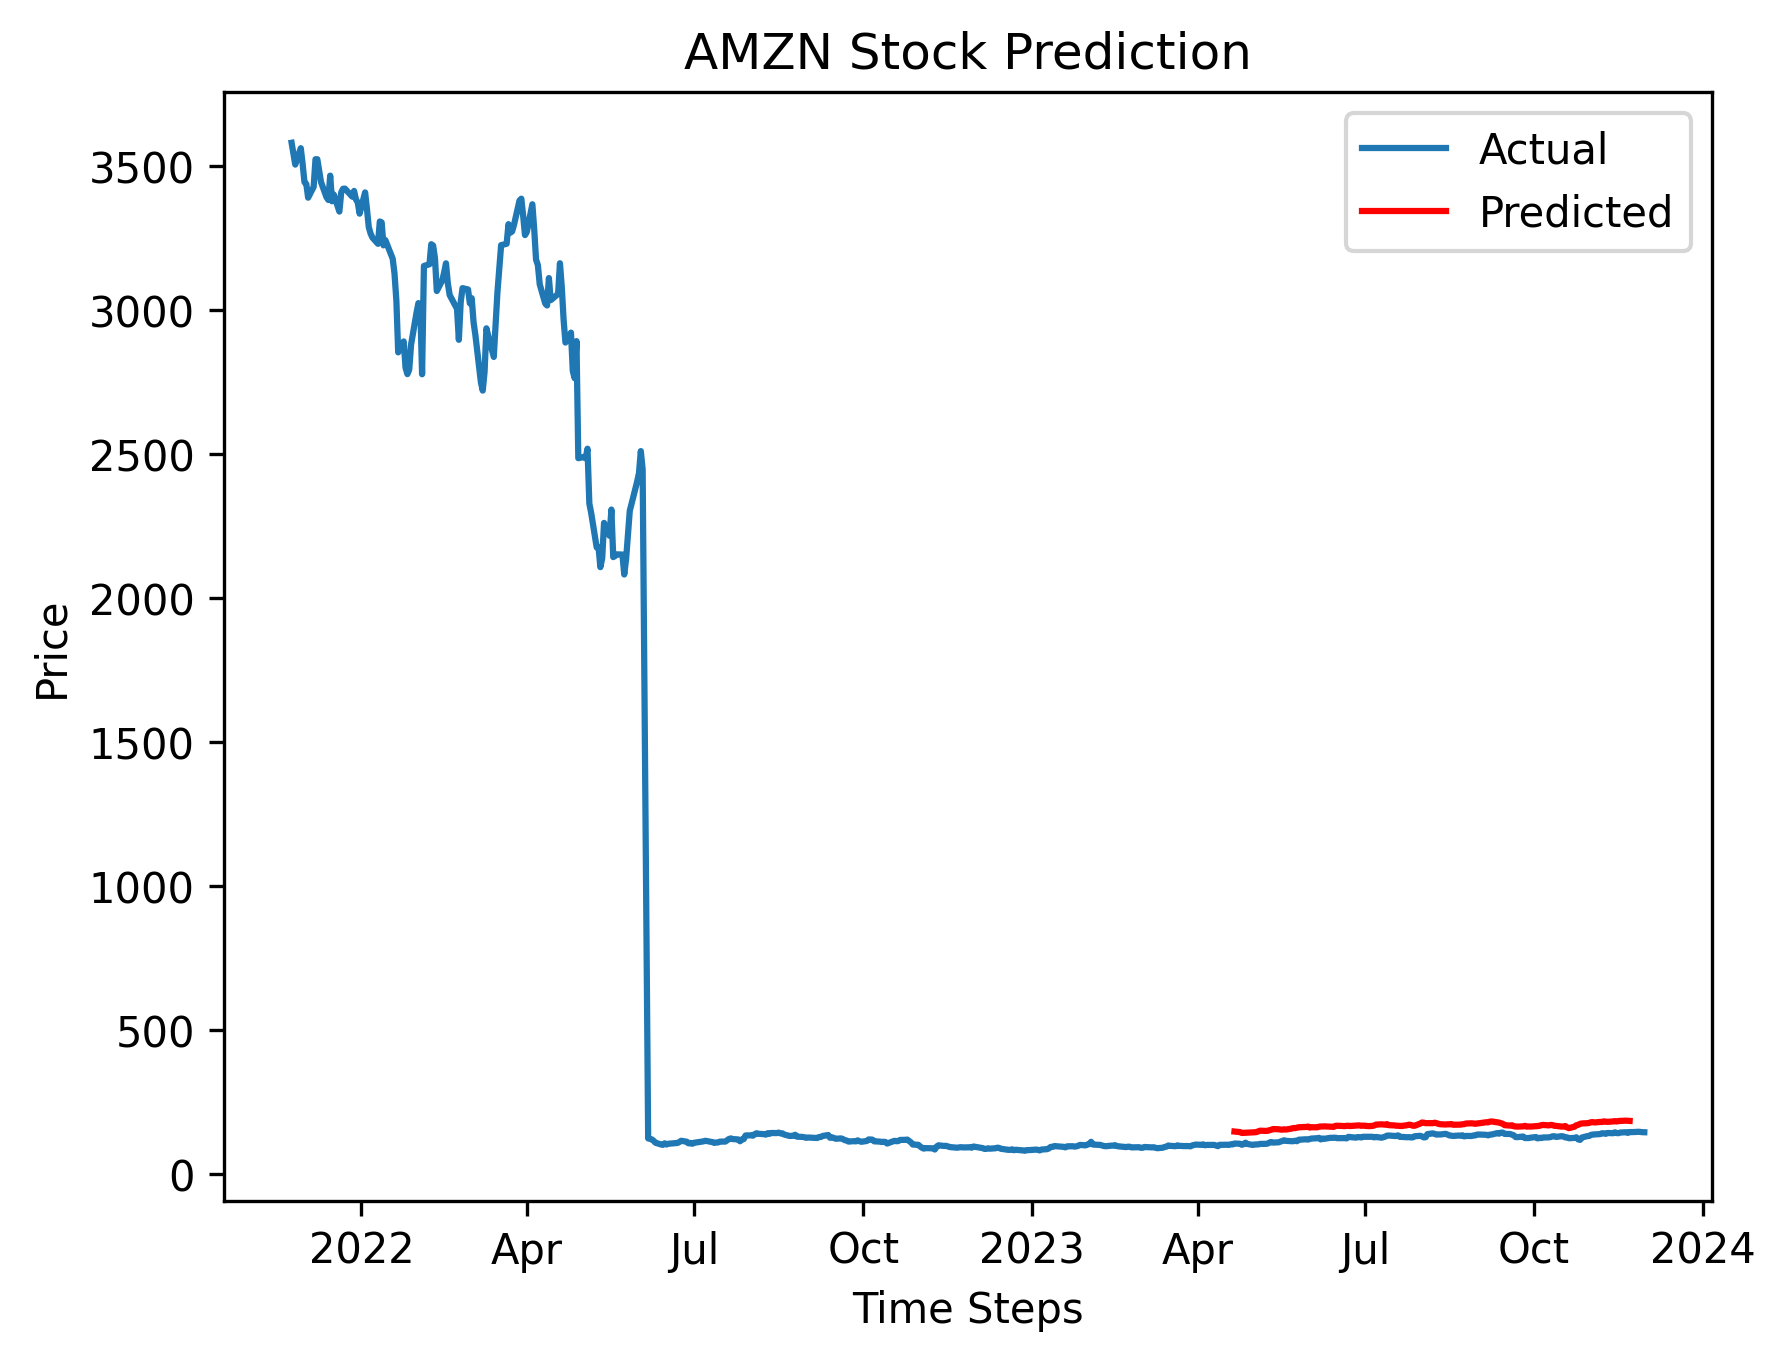 AMZN Stock Prediction
Actual
Predicted
Price
3500
3000
2500
2000
1500
1000
500
0
2022 Apr Jul Oct 2023 Apr Jul Oct 2024
Time Steps